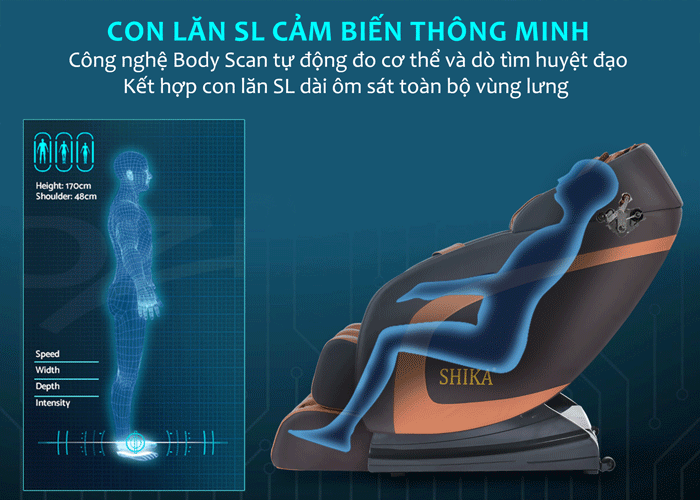 CON LĂN SL CẢM BIẾN THÔNG MINH
Công nghệ Body Scan tự động đo cơ thể và dò tìm huyệt đạo
Kết hợp con lăn SL dài ôm sát toàn bộ vùng lưng
Height: 170cm
Shoulder: 48cm
Speed
Width
Depth
Intensity
SHIKA